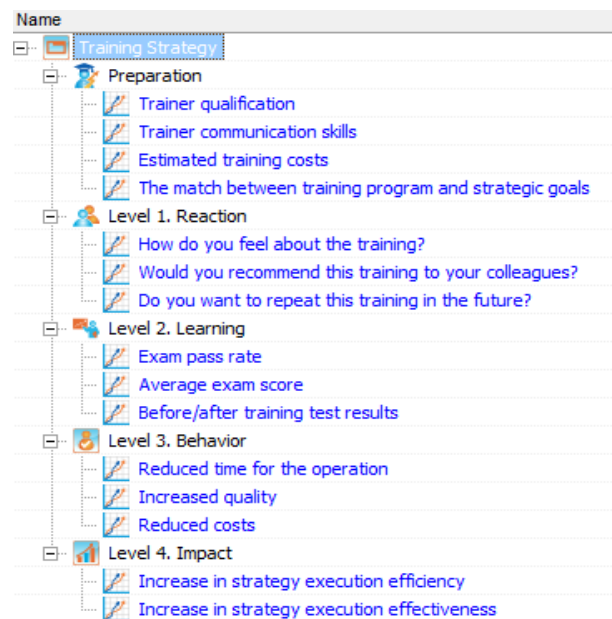 Name
Training Strategy
Preparation
Trainer qualification
Trainer communication skills
Estimated training costs
The match between training program and strategic goals
Level 1. Reaction
How do you feel about the training?
Would you recommend this training to your colleagues?
Do you want to repeat this training in the future?
Level 2. Learning
Exam pass rate
Average exam score
Before/after training test results
Level 3. Behavior
Reduced time for the operation
Increased quality
Reduced costs
Level 4. Impact
Increase in strategy execution efficiency
Increase in strategy execution effectiveness